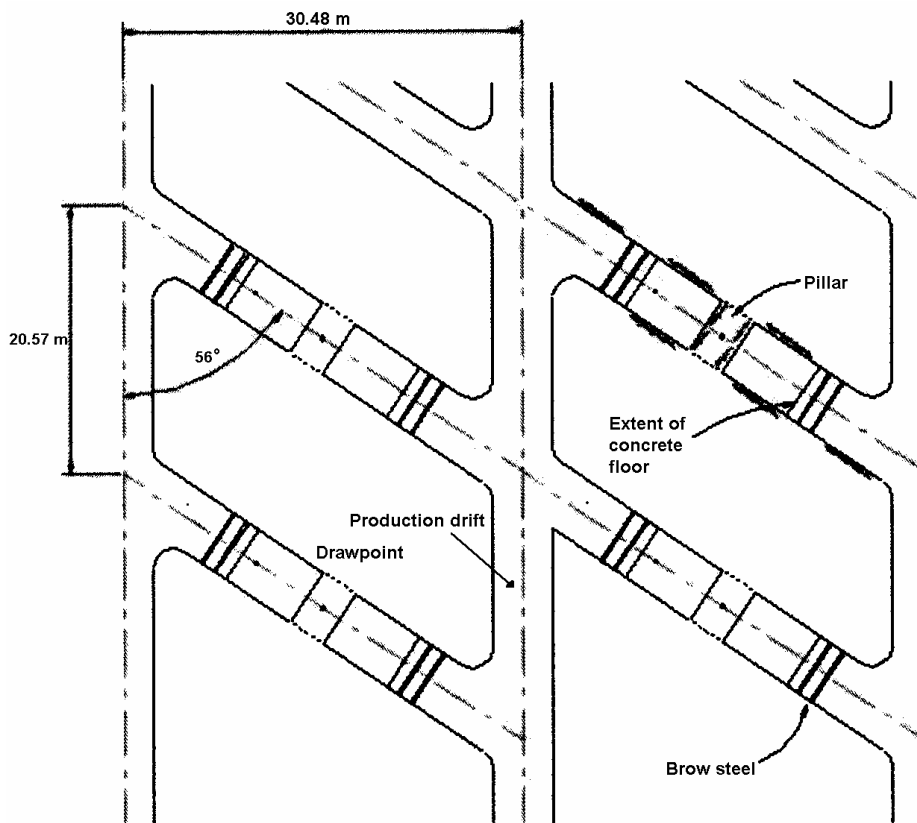 30.48 m
Pillar
20.57 m
56°
Extent of
concrete
floor
Production drift
Drawpoint
Brow steel